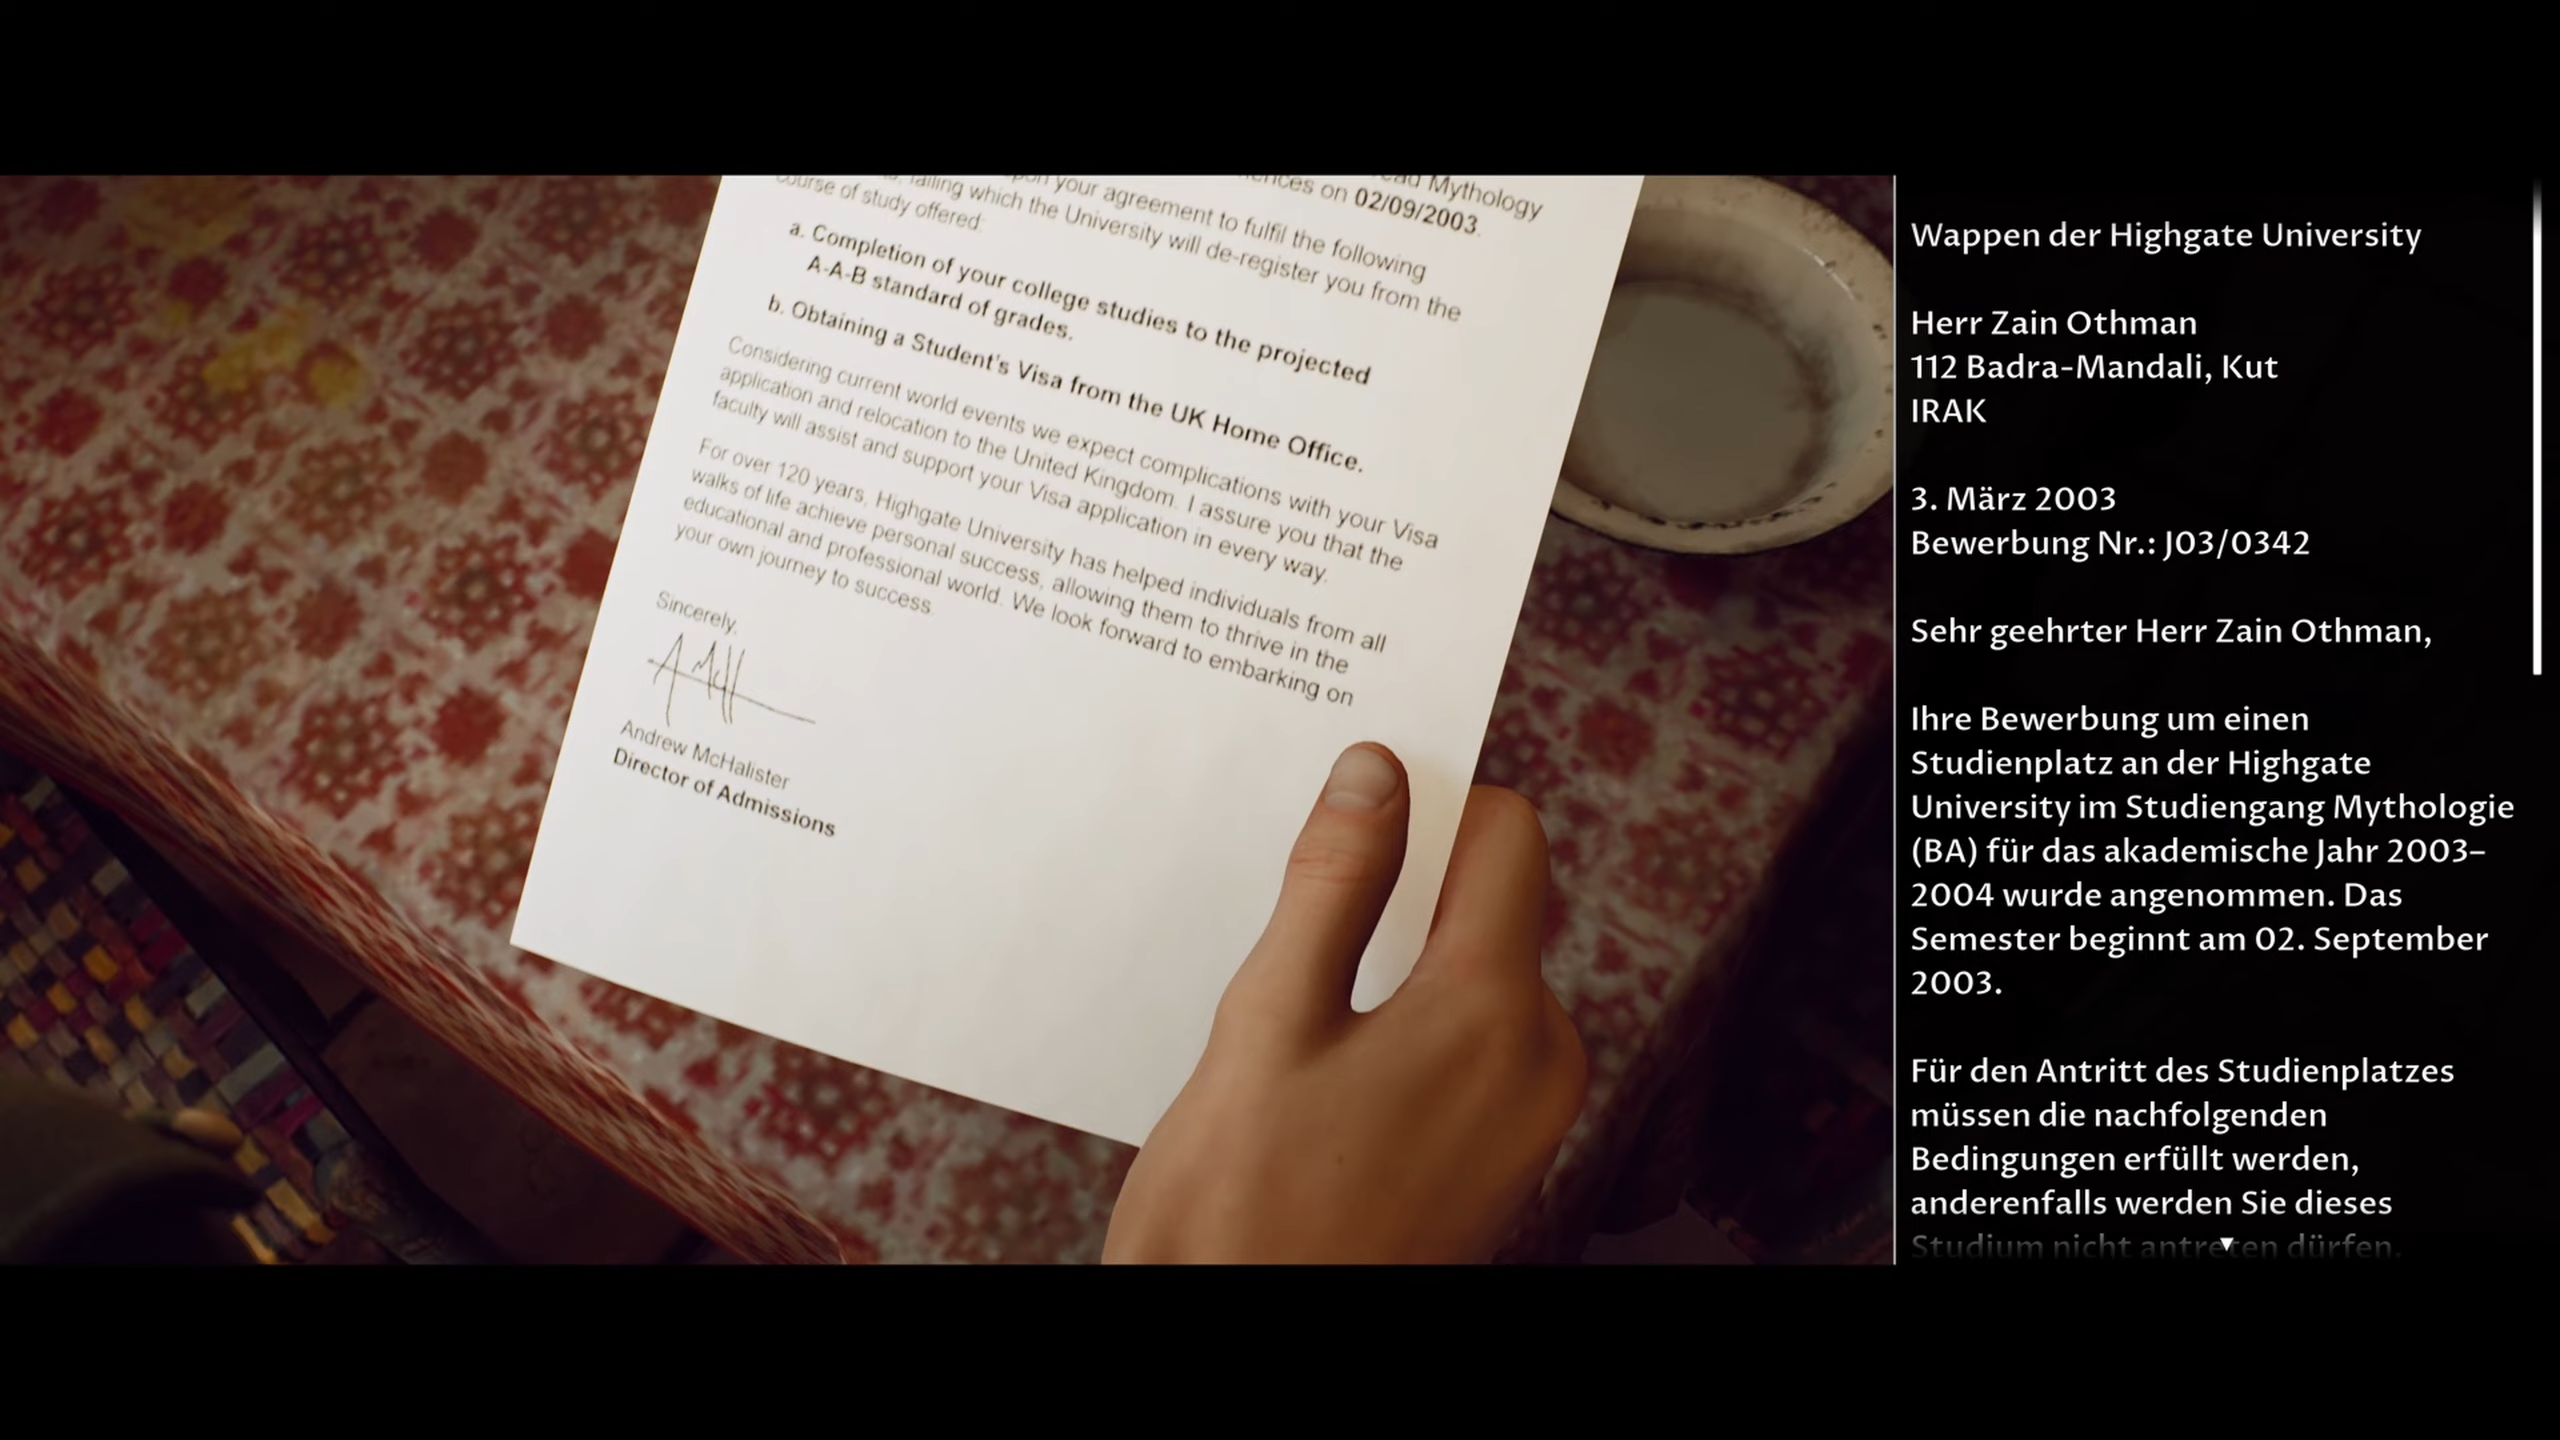 ead Mythology
ences on 02/09/2003.
your agreement to fulfil the following
failing which the University will de-register you from the
course of study offered:
a. Completion of your college studies to the projected
A-A-B standard of grades.
b. Obtaining a Student's Visa from the UK Home Office.
Considering current world events we expect complications with your Visa
application and relocation to the United Kingdom. I assure you that the
faculty will assist and support your Visa application in every way.
For over 120 years, Highgate University has helped individuals from all
walks of life achieve personal success, allowing them to thrive in the
educational and professional world. We look forward to embarking on
your own journey to success.
Sincerely,
Andrew McHalister
Director of Admissions
Wappen der Highgate University
Herr Zain Othman
112 Badra-Mandali, Kut
IRAK
3. März 2003
Bewerbung Nr.: J03/0342
Sehr geehrter Herr Zain Othman,
Ihre Bewerbung um einen
Studienplatz an der Highgate
University im Studiengang Mythologie
(BA) für das akademische Jahr 2003–
2004 wurde angenommen. Das
Semester beginnt am 02. September
2003.
Für den Antritt des Studienplatzes
müssen die nachfolgenden
Bedingungen erfüllt werden,
anderenfalls werden Sie dieses
Studium nicht antreten dürfen.